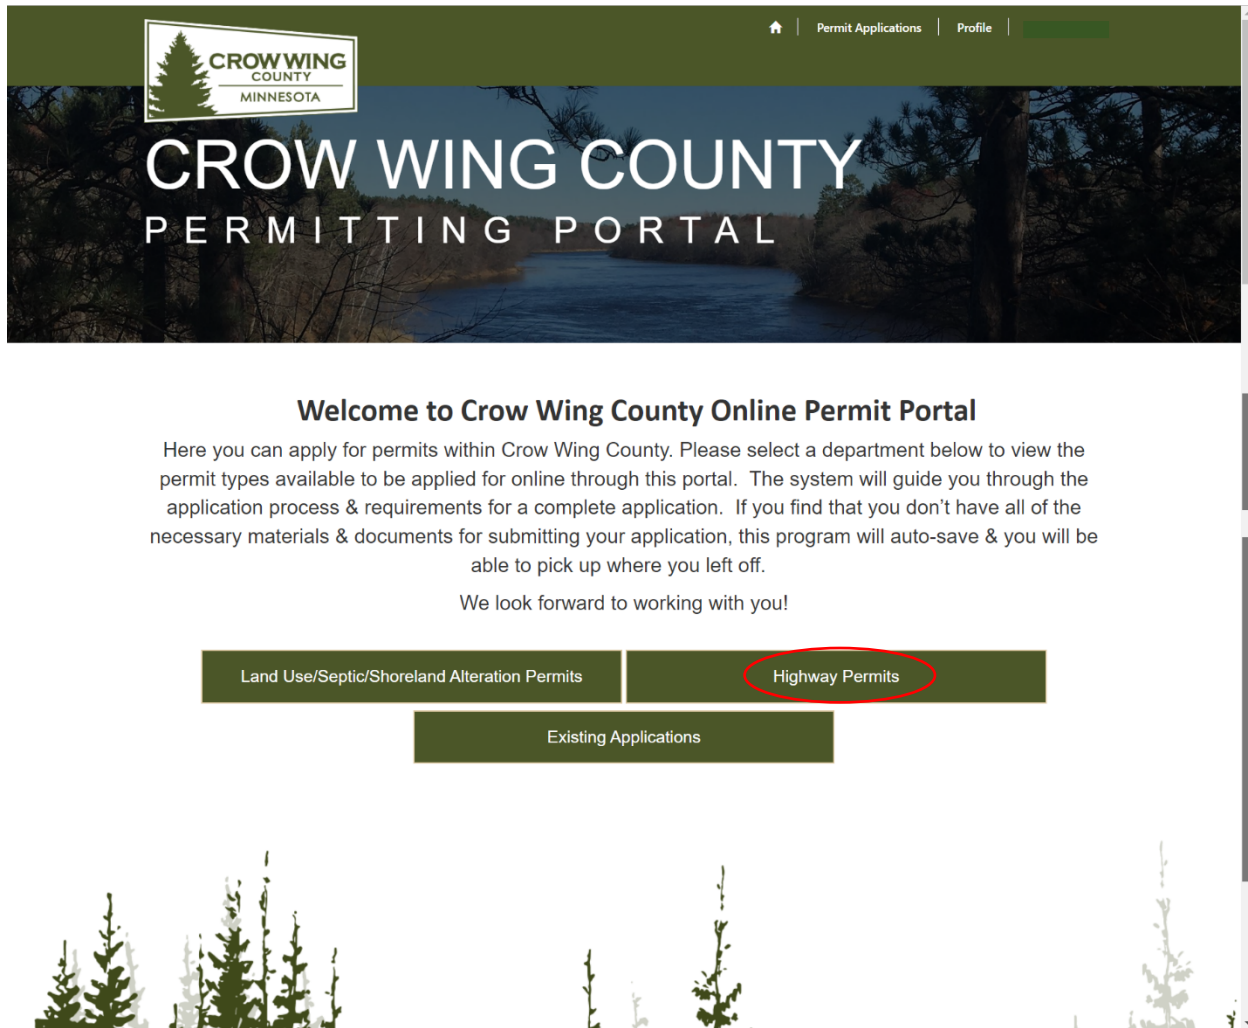 Permit Applications
Profile
CROW WING
COUNTY
MINNESOTA
CROW WING COUNTY
PERMITTING PORTAL
Welcome to Crow Wing County Online Permit Portal
Here you can apply for permits within Crow Wing County. Please select a department below to view the
permit types available to be applied for online through this portal.  The system will guide you through the
application process & requirements for a complete application.  If you find that you don't have all of the
necessary materials & documents for submitting your application, this program will auto-save & you will be
able to pick up where you left off.
We look forward to working with you!
Land Use/Septic/Shoreland Alteration Permits
Highway Permits
Existing Applications